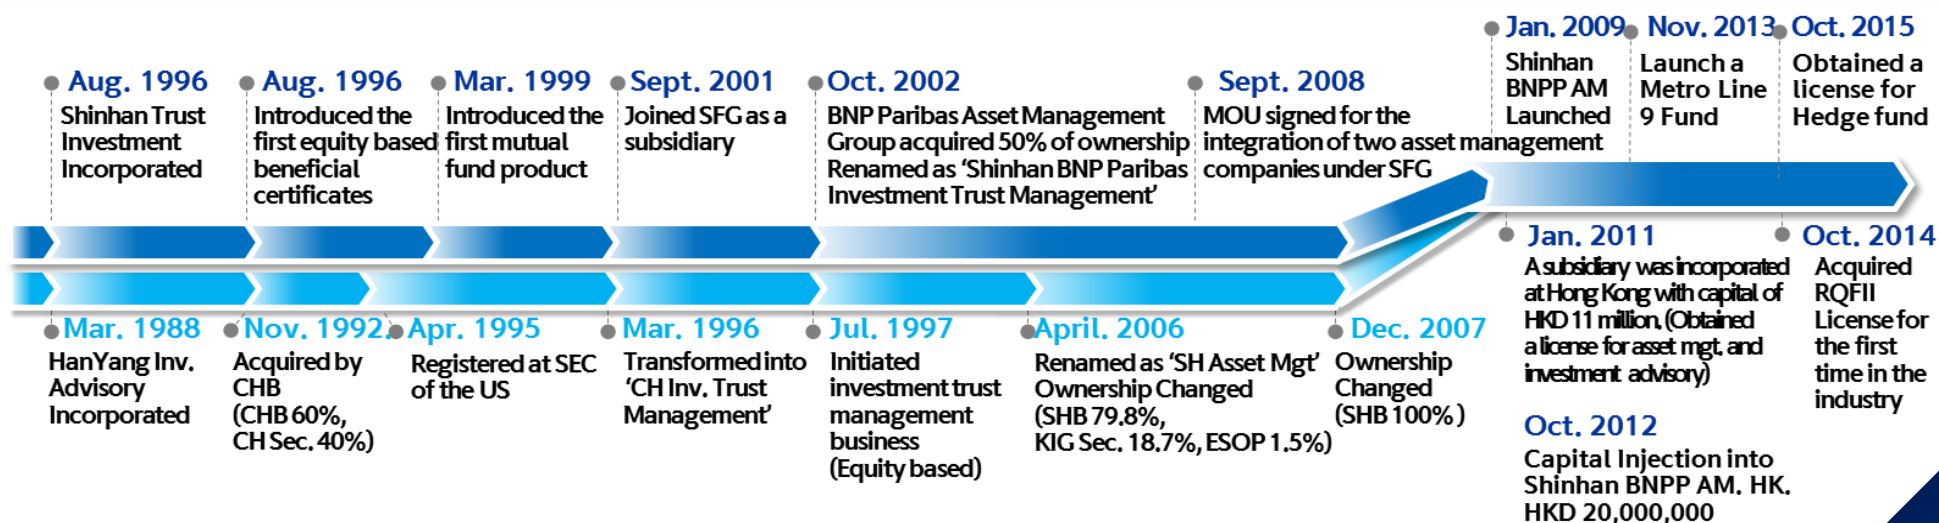 Aug. 1996
Shinhan Trust
Investment
Incorporated
Aug. 1996
Introduced the
first equity based
beneficial
certificates
Mar. 1999
Introduced the
first mutual
fund product
Sept. 2001
Joined SFG as a
subsidiary
Oct. 2002
BNP Paribas Asset Management
Group acquired 50% of ownership
Renamed as ‘Shinhan BNP Paribas
Investment Trust Management’
Sept. 2008
MOU signed for the
integration of two asset management
companies under SFG
Jan. 2009
Shinhan
BNPP AM
Launched
Nov. 2013
Launch a
Metro Line
9 Fund
Oct. 2015
Obtained a
license for
Hedge fund
Mar. 1988
HanYang Inv.
Advisory
Incorporated
Nov. 1992.
Acquired by
CHB
(CHB 60%,
CH Sec. 40%)
Apr. 1995
Registered at SEC
of the US
Mar. 1996
Transformed into
‘CH Inv. Trust
Management’
Jul. 1997
Initiated
investment trust
management
business
(Equity based)
April. 2006
Renamed as ‘SH Asset Mgt’
Ownership Changed
(SHB 79.8%,
KIG Sec. 18.7%, ESOP 1.5%)
Dec. 2007
Ownership
Changed
(SHB 100% )
Jan. 2011
A subsidiary was incorporated
at Hong Kong with capital of
HKD 11 million. (Obtained
a license for asset mgt. and
investment advisory)
Oct. 2012
Capital Injection into
Shinhan BNPP AM. HK.
HKD 20,000,000
Oct. 2014
Acquired
RQFII
License for
the first
time in the
industry